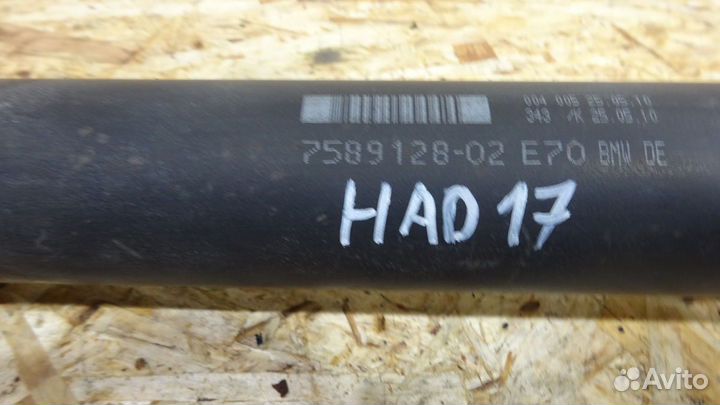 004 005 25.05.10
343 /K 25.05.10
7589128-02 E70 BMW DE
HAD 17
Avito